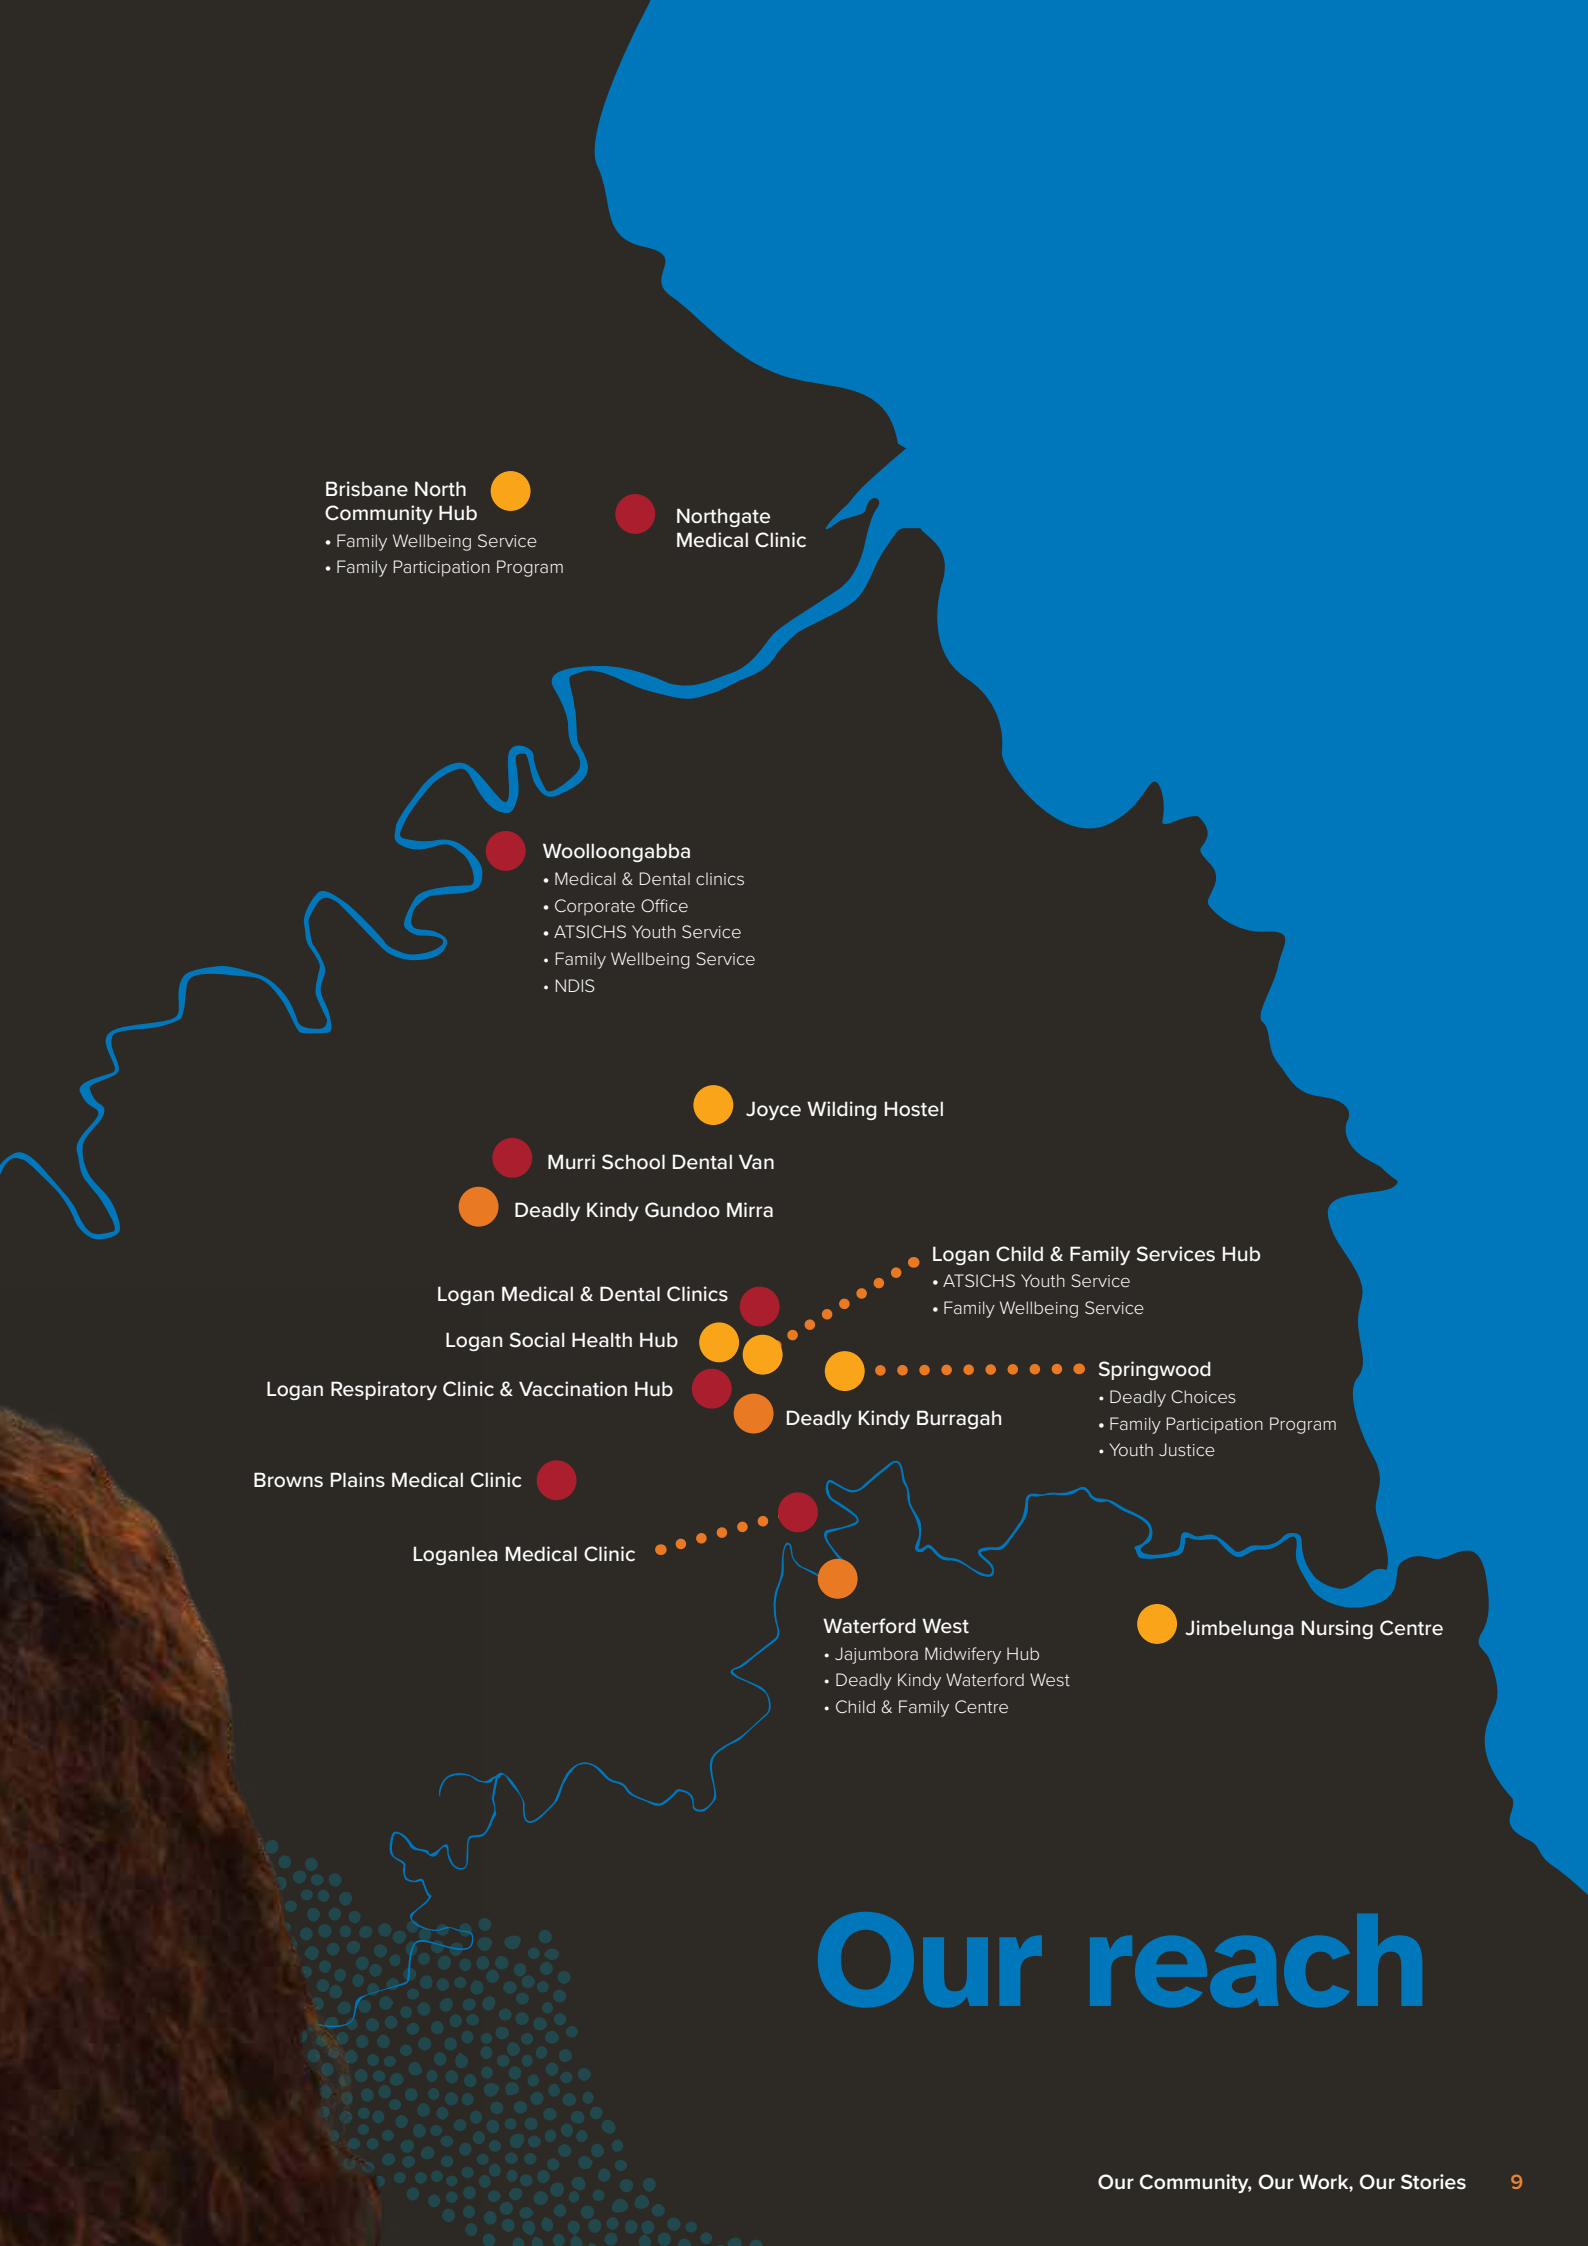 Brisbane North
Community Hub
• Family Wellbeing Service
• Family Participation Program
Northgate
Medical Clinic
Woolloongabba
• Medical & Dental clinics
• Corporate Office
• ATSICHS Youth Service
• Family Wellbeing Service
• NDIS
Joyce Wilding Hostel
Murri School Dental Van
Deadly Kindy Gundoo Mirra
Logan Child & Family Services Hub
• ATSICHS Youth Service
• Family Wellbeing Service
Logan Medical & Dental Clinics
Logan Social Health Hub
Logan Respiratory Clinic & Vaccination Hub
Springwood
• Deadly Choices
• Family Participation Program
• Youth Justice
Deadly Kindy Burragah
Browns Plains Medical Clinic
Loganlea Medical Clinic
Waterford West
• Jajumbora Midwifery Hub
• Deadly Kindy Waterford West
• Child & Family Centre
Jimbelunga Nursing Centre
Our reach
Our Community, Our Work, Our Stories 9